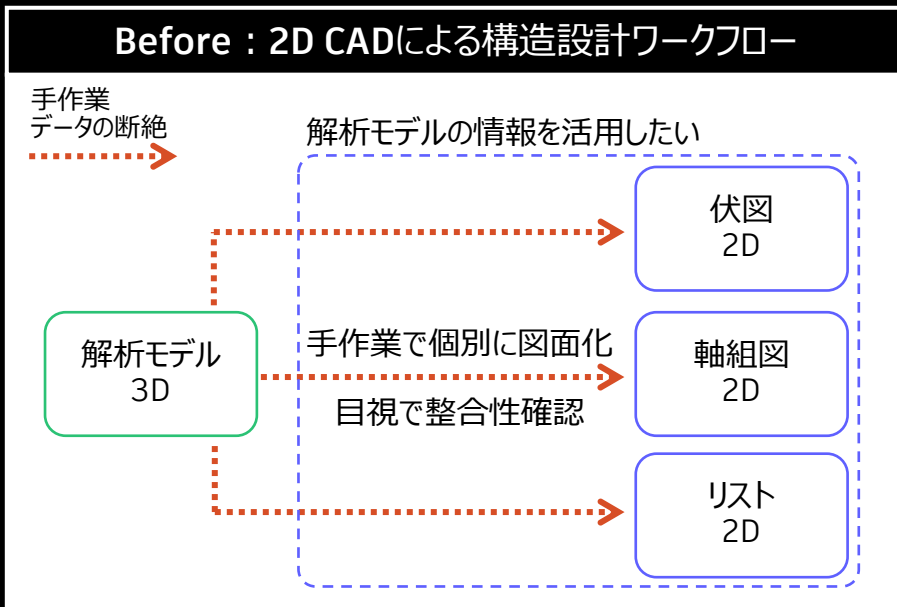 Before：2D CADによる構造設計ワークフロー
手作業
データの断絶
解析モデルの情報を活用したい
伏図
2D
解析モデル
3D
手作業で個別に図面化
目視で整合性確認
軸組図
2D
リスト
2D